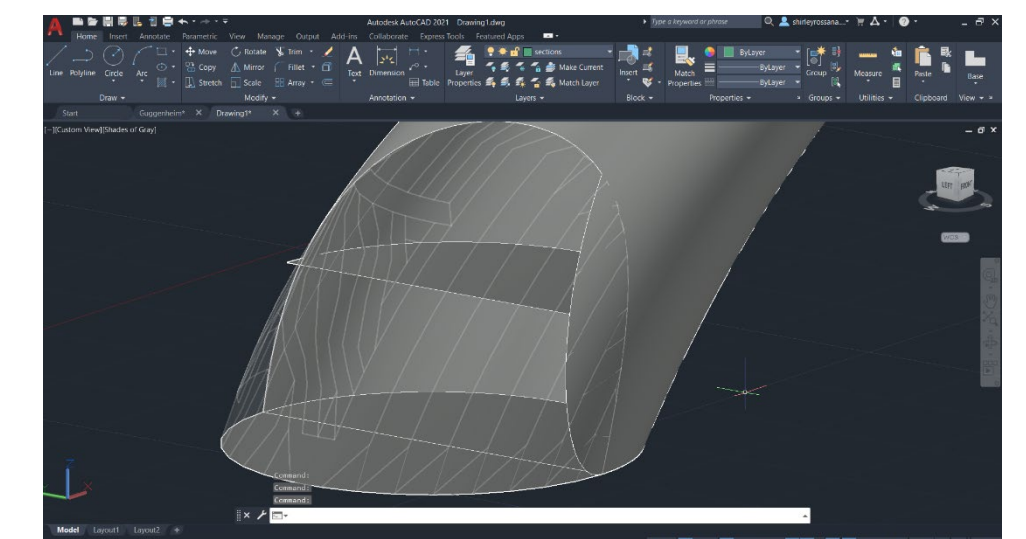 Autodesk AutoCAD 2021 Drawing1.dwg Type a keyword or phrase shirleyrossana...
Home Insert Annotate Parametric View Manage Output Add-ins Collaborate Express Tools Featured Apps
Move Rotate Trim sections ByLayer
Copy Mirror Fillet Make Current ByLayer
Line Polyline Circle Arc Text Dimension Layer Properties Insert Match Properties Group Measure Paste Base
Stretch Scale Array Table Match Layer ByLayer
Draw Modify Annotation Layers Block Properties Groups Utilities Clipboard View
Start Guggenheim* Drawing1*
[-][Custom View][Shades of Gray]
LEFT FRONT
W S
WCS
Z
X
Command:
Command:
Command:
Model Layout1 Layout2